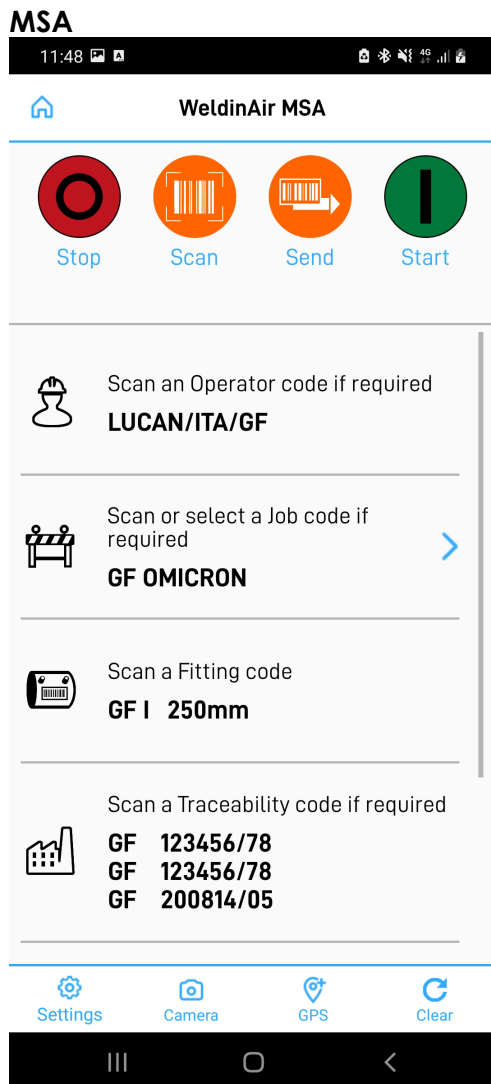 MSA
11:48
4G
WeldinAir MSA
Stop Scan Send Start
Scan an Operator code if required
LUCAN/ITA/GF
Scan or select a Job code if
required
GF OMICRON
Scan a Fitting code
GF I 250mm
Scan a Traceability code if required
GF 123456/78
GF 123456/78
GF 200814/05
Settings Camera GPS Clear